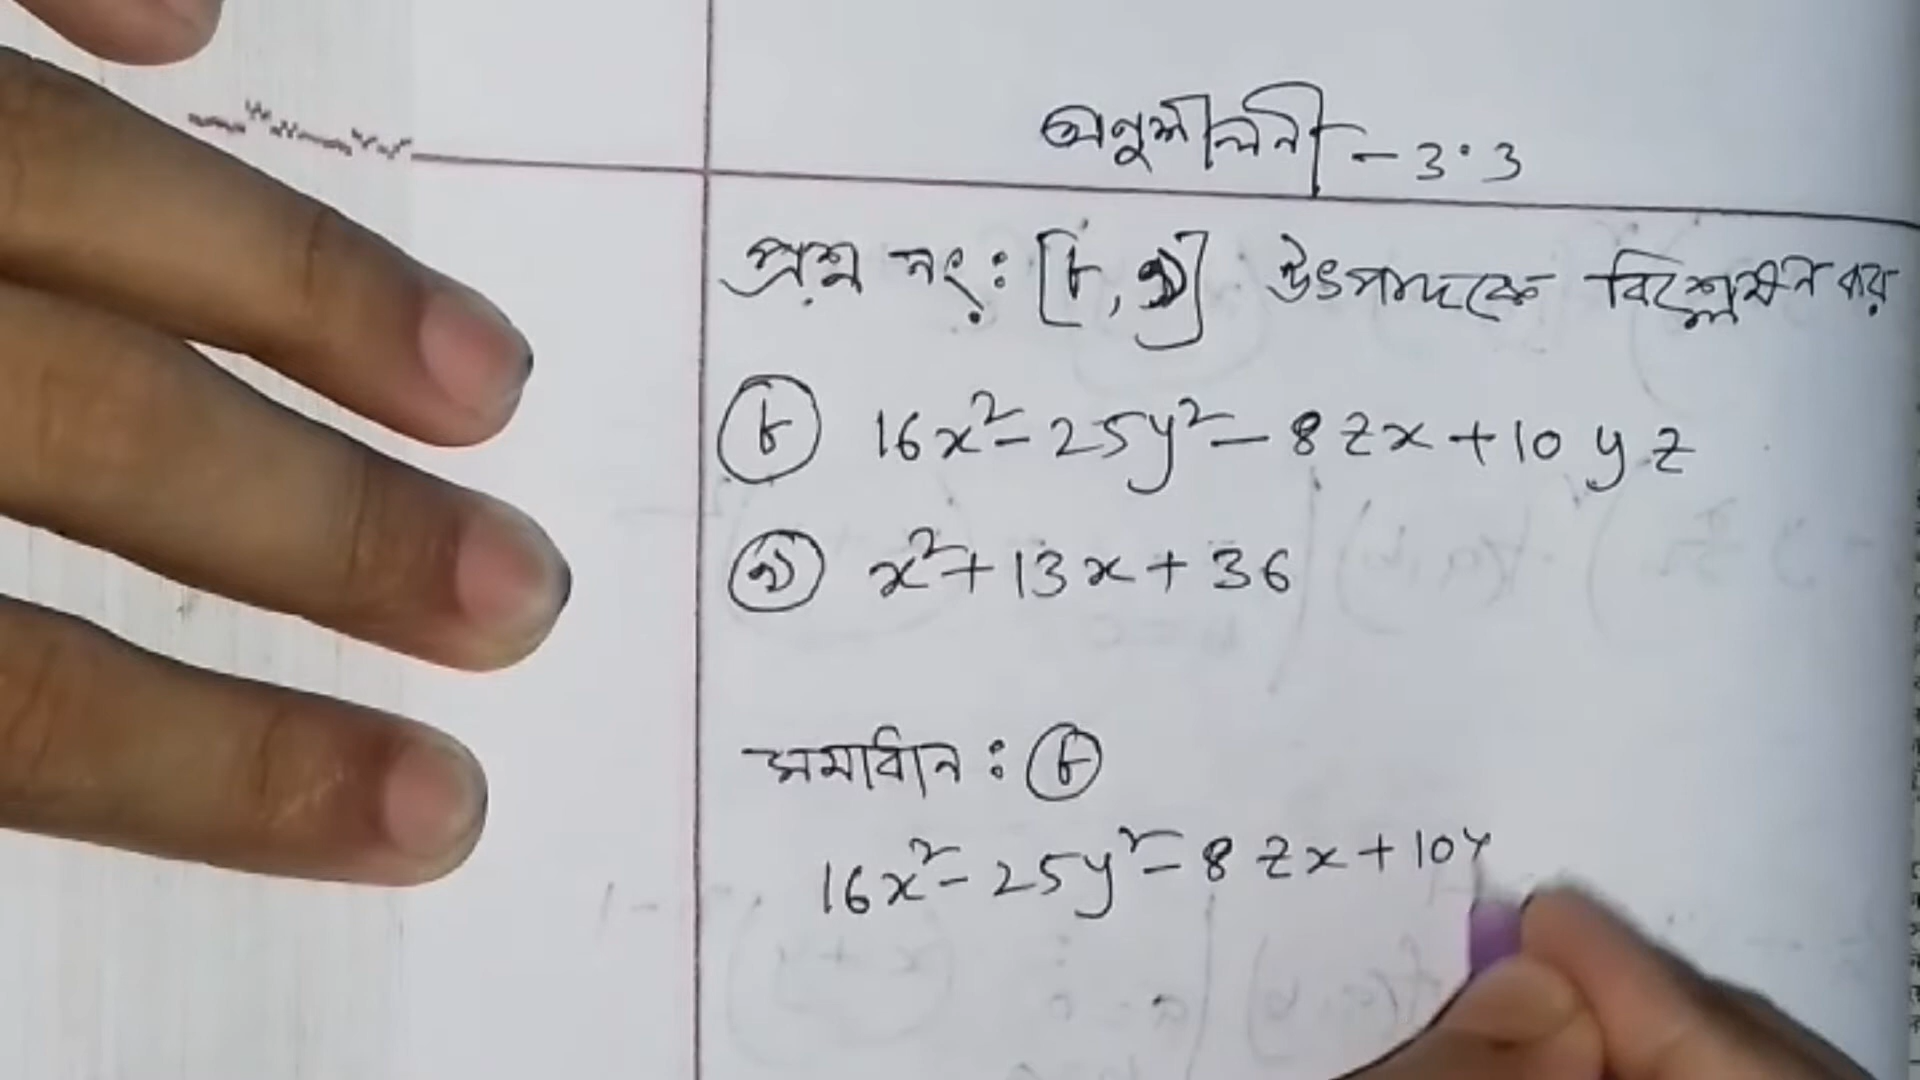 অনুশীলনী - 3.3
প্রশ্ন নং: [৮, ৯] উৎপাদকে বিশ্লেষন কর
৮ 16x² - 25y² - 8zx + 10yz
৯ x² + 13x + 36
সমাধান: ৮
16x² - 25y² - 8zx + 10y